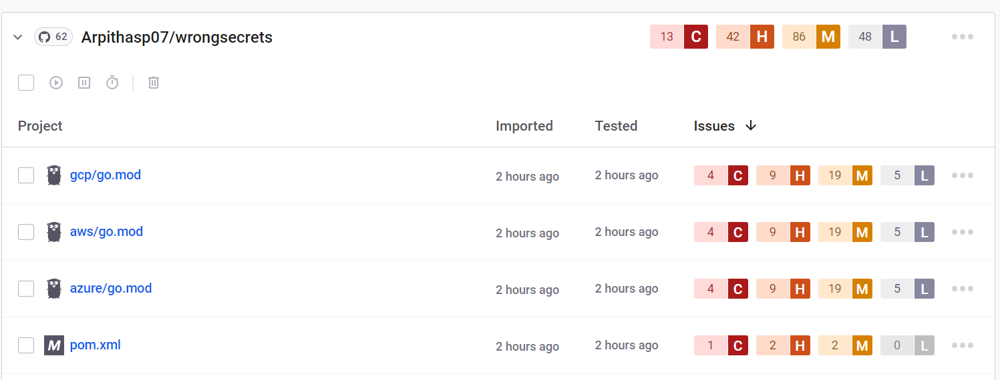 62 Arpithasp07/wrongsecrets 13 C 42 H 86 M 48 L
Project Imported Tested Issues
gcp/go.mod 2 hours ago 2 hours ago 4 C 9 H 19 M 5 L
aws/go.mod 2 hours ago 2 hours ago 4 C 9 H 19 M 5 L
azure/go.mod 2 hours ago 2 hours ago 4 C 9 H 19 M 5 L
M pom.xml 2 hours ago 2 hours ago 1 C 2 H 2 M 0 L